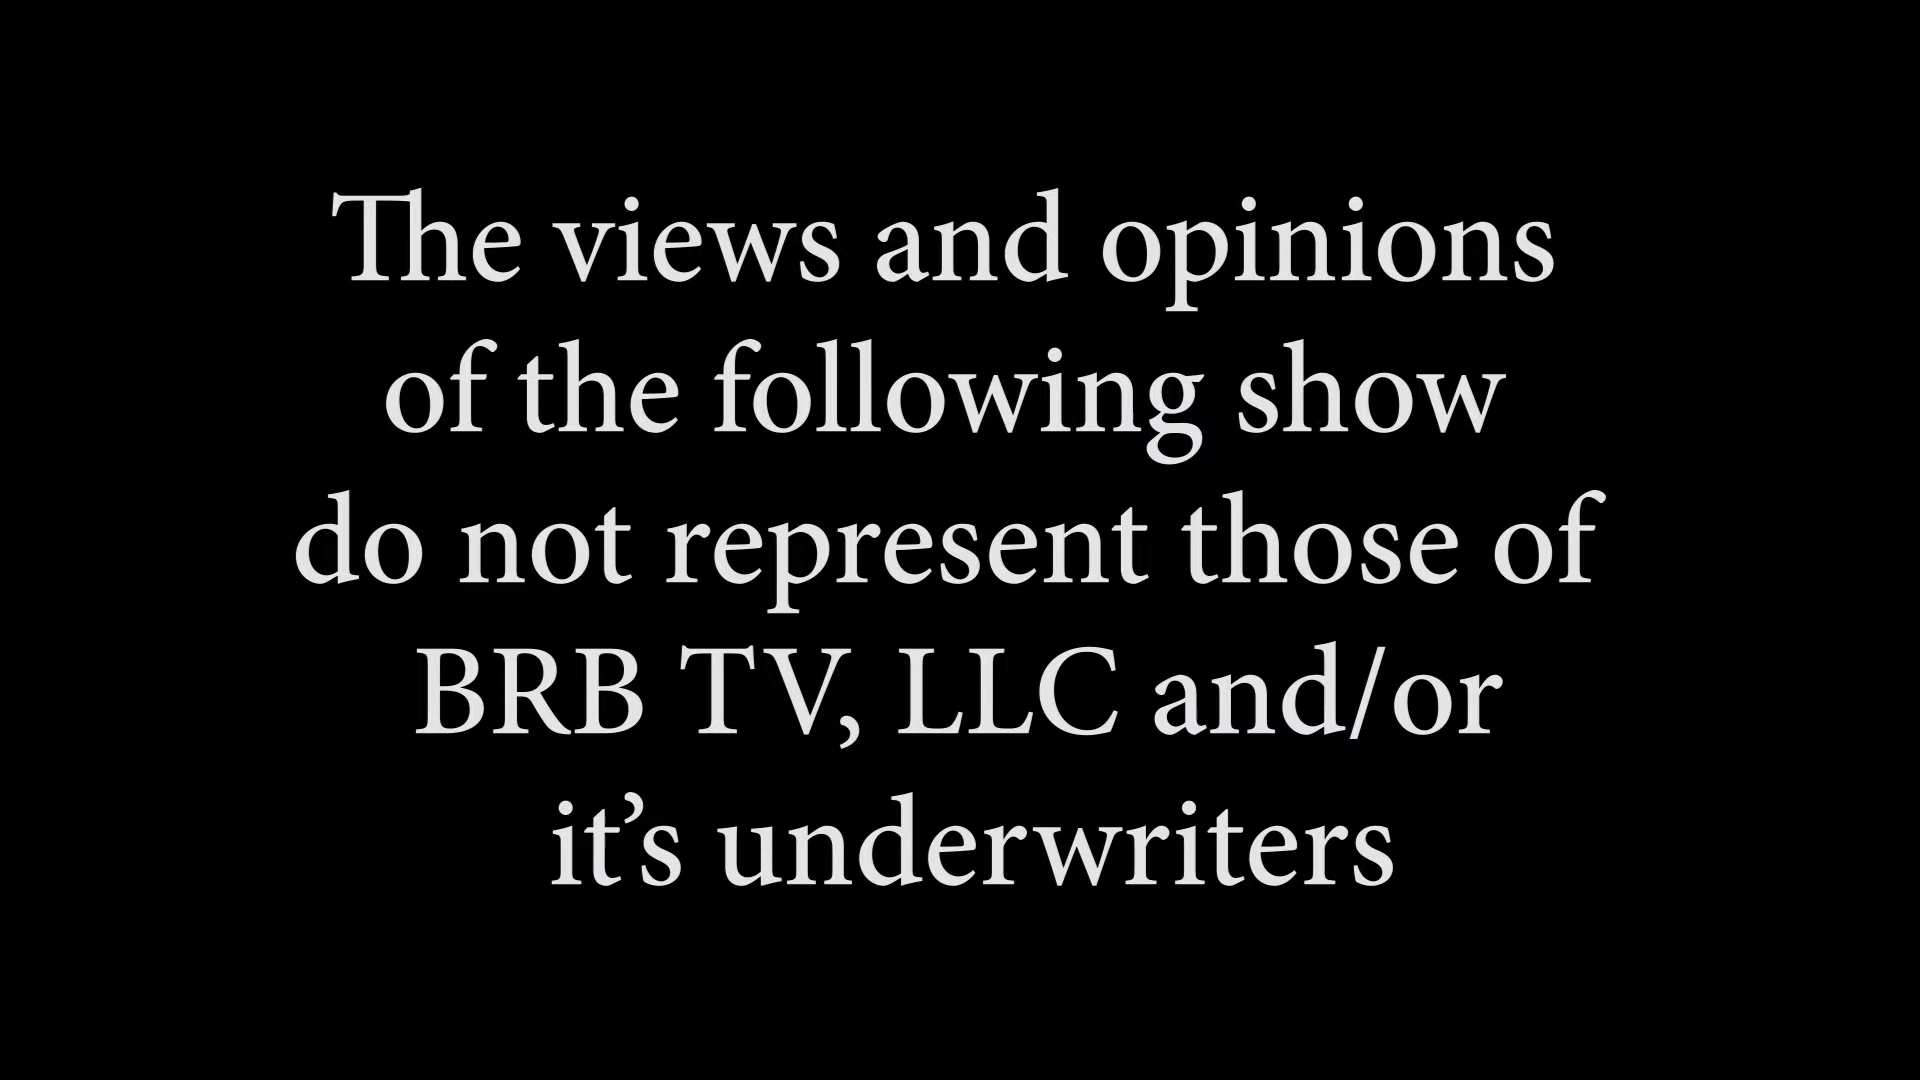 The views and opinions
of the following show
do not represent those of
BRB TV, LLC and/or
it’s underwriters